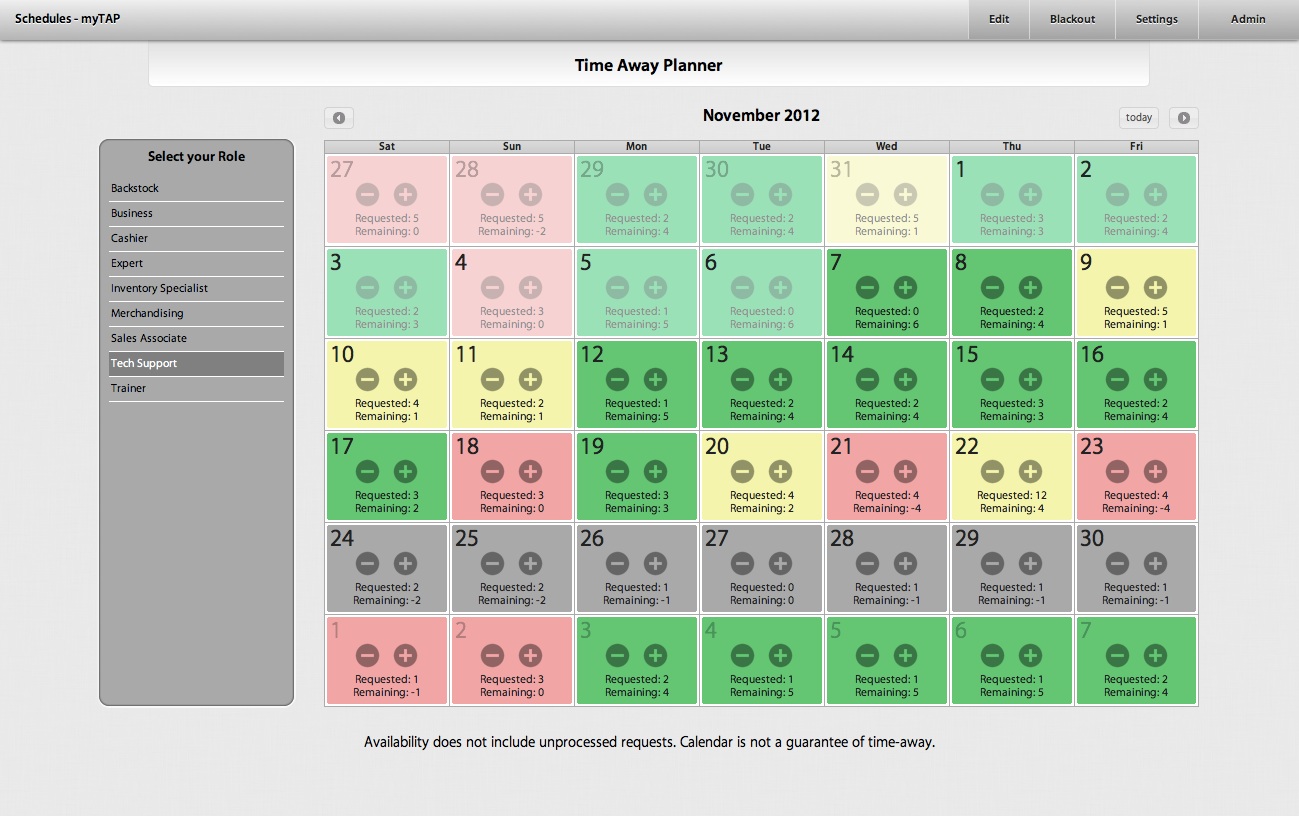 Schedules - myTAP
Edit
Blackout
Settings
Admin
Time Away Planner
November 2012
today
Select your Role
Backstock
Business
Cashier
Expert
Inventory Specialist
Merchandising
Sales Associate
Tech Support
Trainer
Sat Sun Mon Tue Wed Thu Fri
27 28 29 30 31 1 2
Requested: 5 Requested: 5 Requested: 2 Requested: 2 Requested: 5 Requested: 3 Requested: 2
Remaining: 0 Remaining: -2 Remaining: 4 Remaining: 4 Remaining: 1 Remaining: 3 Remaining: 4
3 4 5 6 7 8 9
Requested: 2 Requested: 3 Requested: 1 Requested: 0 Requested: 0 Requested: 2 Requested: 5
Remaining: 3 Remaining: 0 Remaining: 5 Remaining: 6 Remaining: 6 Remaining: 4 Remaining: 1
10 11 12 13 14 15 16
Requested: 4 Requested: 2 Requested: 1 Requested: 2 Requested: 2 Requested: 3 Requested: 2
Remaining: 1 Remaining: 1 Remaining: 5 Remaining: 4 Remaining: 4 Remaining: 3 Remaining: 4
17 18 19 20 21 22 23
Requested: 3 Requested: 3 Requested: 3 Requested: 4 Requested: 4 Requested: 12 Requested: 4
Remaining: 2 Remaining: 0 Remaining: 3 Remaining: 2 Remaining: -4 Remaining: 4 Remaining: -4
24 25 26 27 28 29 30
Requested: 2 Requested: 2 Requested: 1 Requested: 0 Requested: 1 Requested: 1 Requested: 1
Remaining: -2 Remaining: -2 Remaining: -1 Remaining: 0 Remaining: -1 Remaining: -1 Remaining: -1
1 2 3 4 5 6 7
Requested: 1 Requested: 3 Requested: 2 Requested: 1 Requested: 1 Requested: 1 Requested: 2
Remaining: -1 Remaining: 0 Remaining: 4 Remaining: 5 Remaining: 5 Remaining: 5 Remaining: 4
Availability does not include unprocessed requests. Calendar is not a guarantee of time-away.